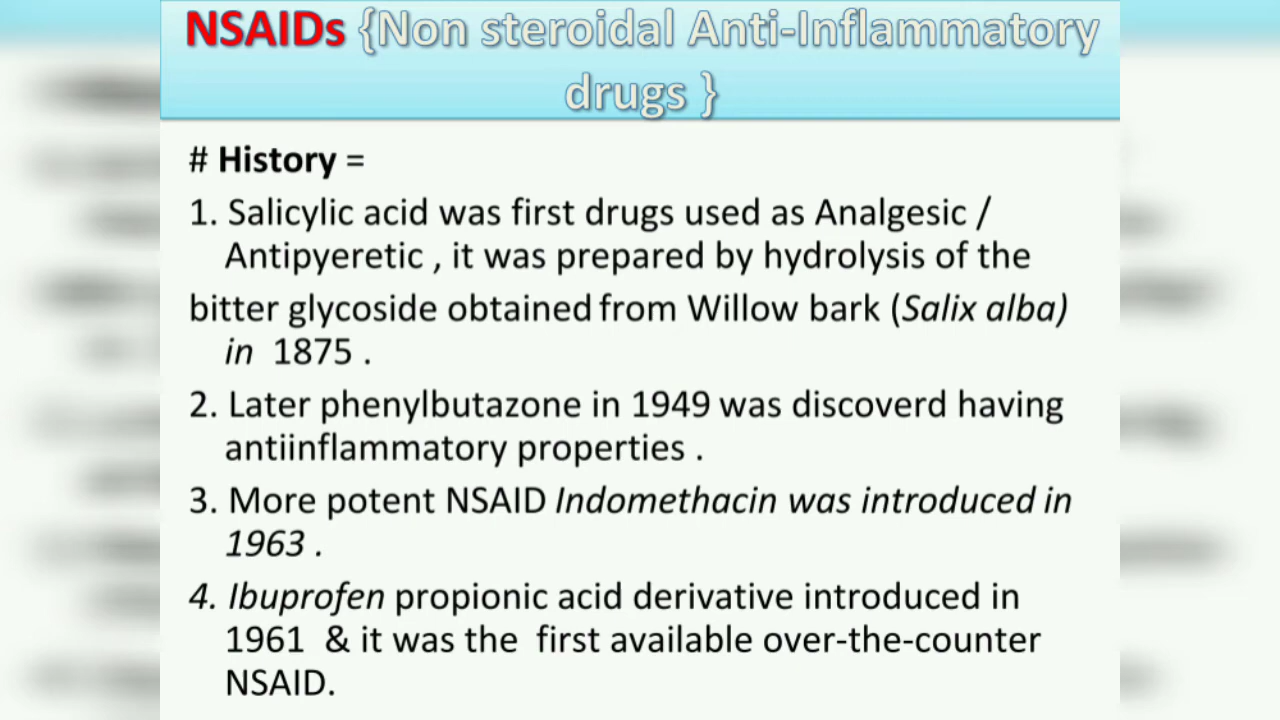 NSAIDs {Non steroidal Anti-Inflammatory
drugs }
# History =
1. Salicylic acid was first drugs used as Analgesic /
Antipyeretic , it was prepared by hydrolysis of the
bitter glycoside obtained from Willow bark (Salix alba)
in 1875 .
2. Later phenylbutazone in 1949 was discoverd having
antiinflammatory properties .
3. More potent NSAID Indomethacin was introduced in
1963 .
4. Ibuprofen propionic acid derivative introduced in
1961 & it was the first available over-the-counter
NSAID.